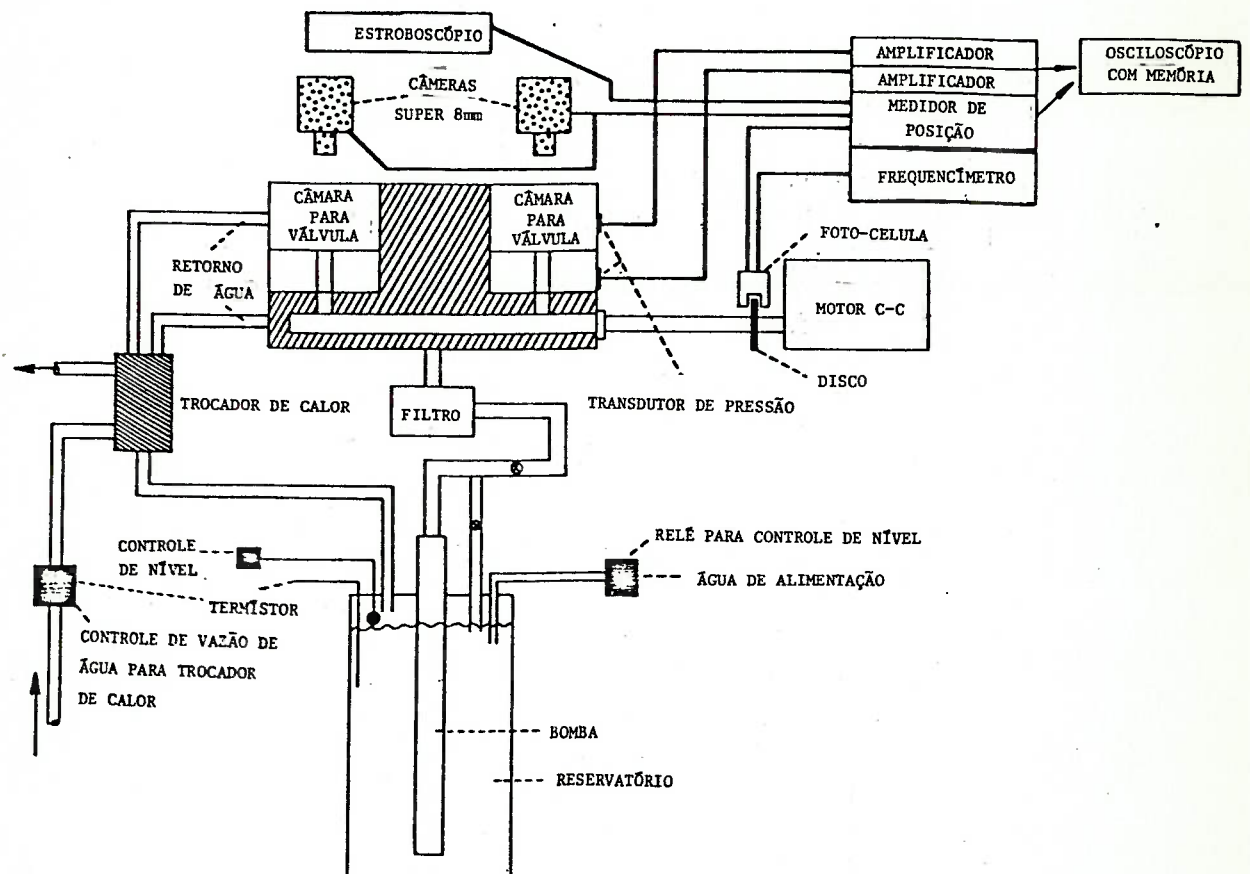 ESTROBOSCÓPIO
AMPLIFICADOR
AMPLIFICADOR
MEDIDOR DE
POSIÇÃO
FREQUENCÍMETRO
OSCILOSCÓPIO
COM MEMÓRIA
CÂMERAS
SUPER 8mm
CÂMARA
PARA
VÁLVULA
CÂMARA
PARA
VÁLVULA
RETORNO
DE ÁGUA
FOTO-CELULA
MOTOR C-C
DISCO
TRANSDUTOR DE PRESSÃO
TROCADOR DE CALOR
FILTRO
CONTROLE
DE NÍVEL
TERMISTOR
RELÉ PARA CONTROLE DE NÍVEL
ÁGUA DE ALIMENTAÇÃO
CONTROLE DE VAZÃO DE
ÁGUA PARA TROCADOR
DE CALOR
BOMBA
RESERVATÓRIO